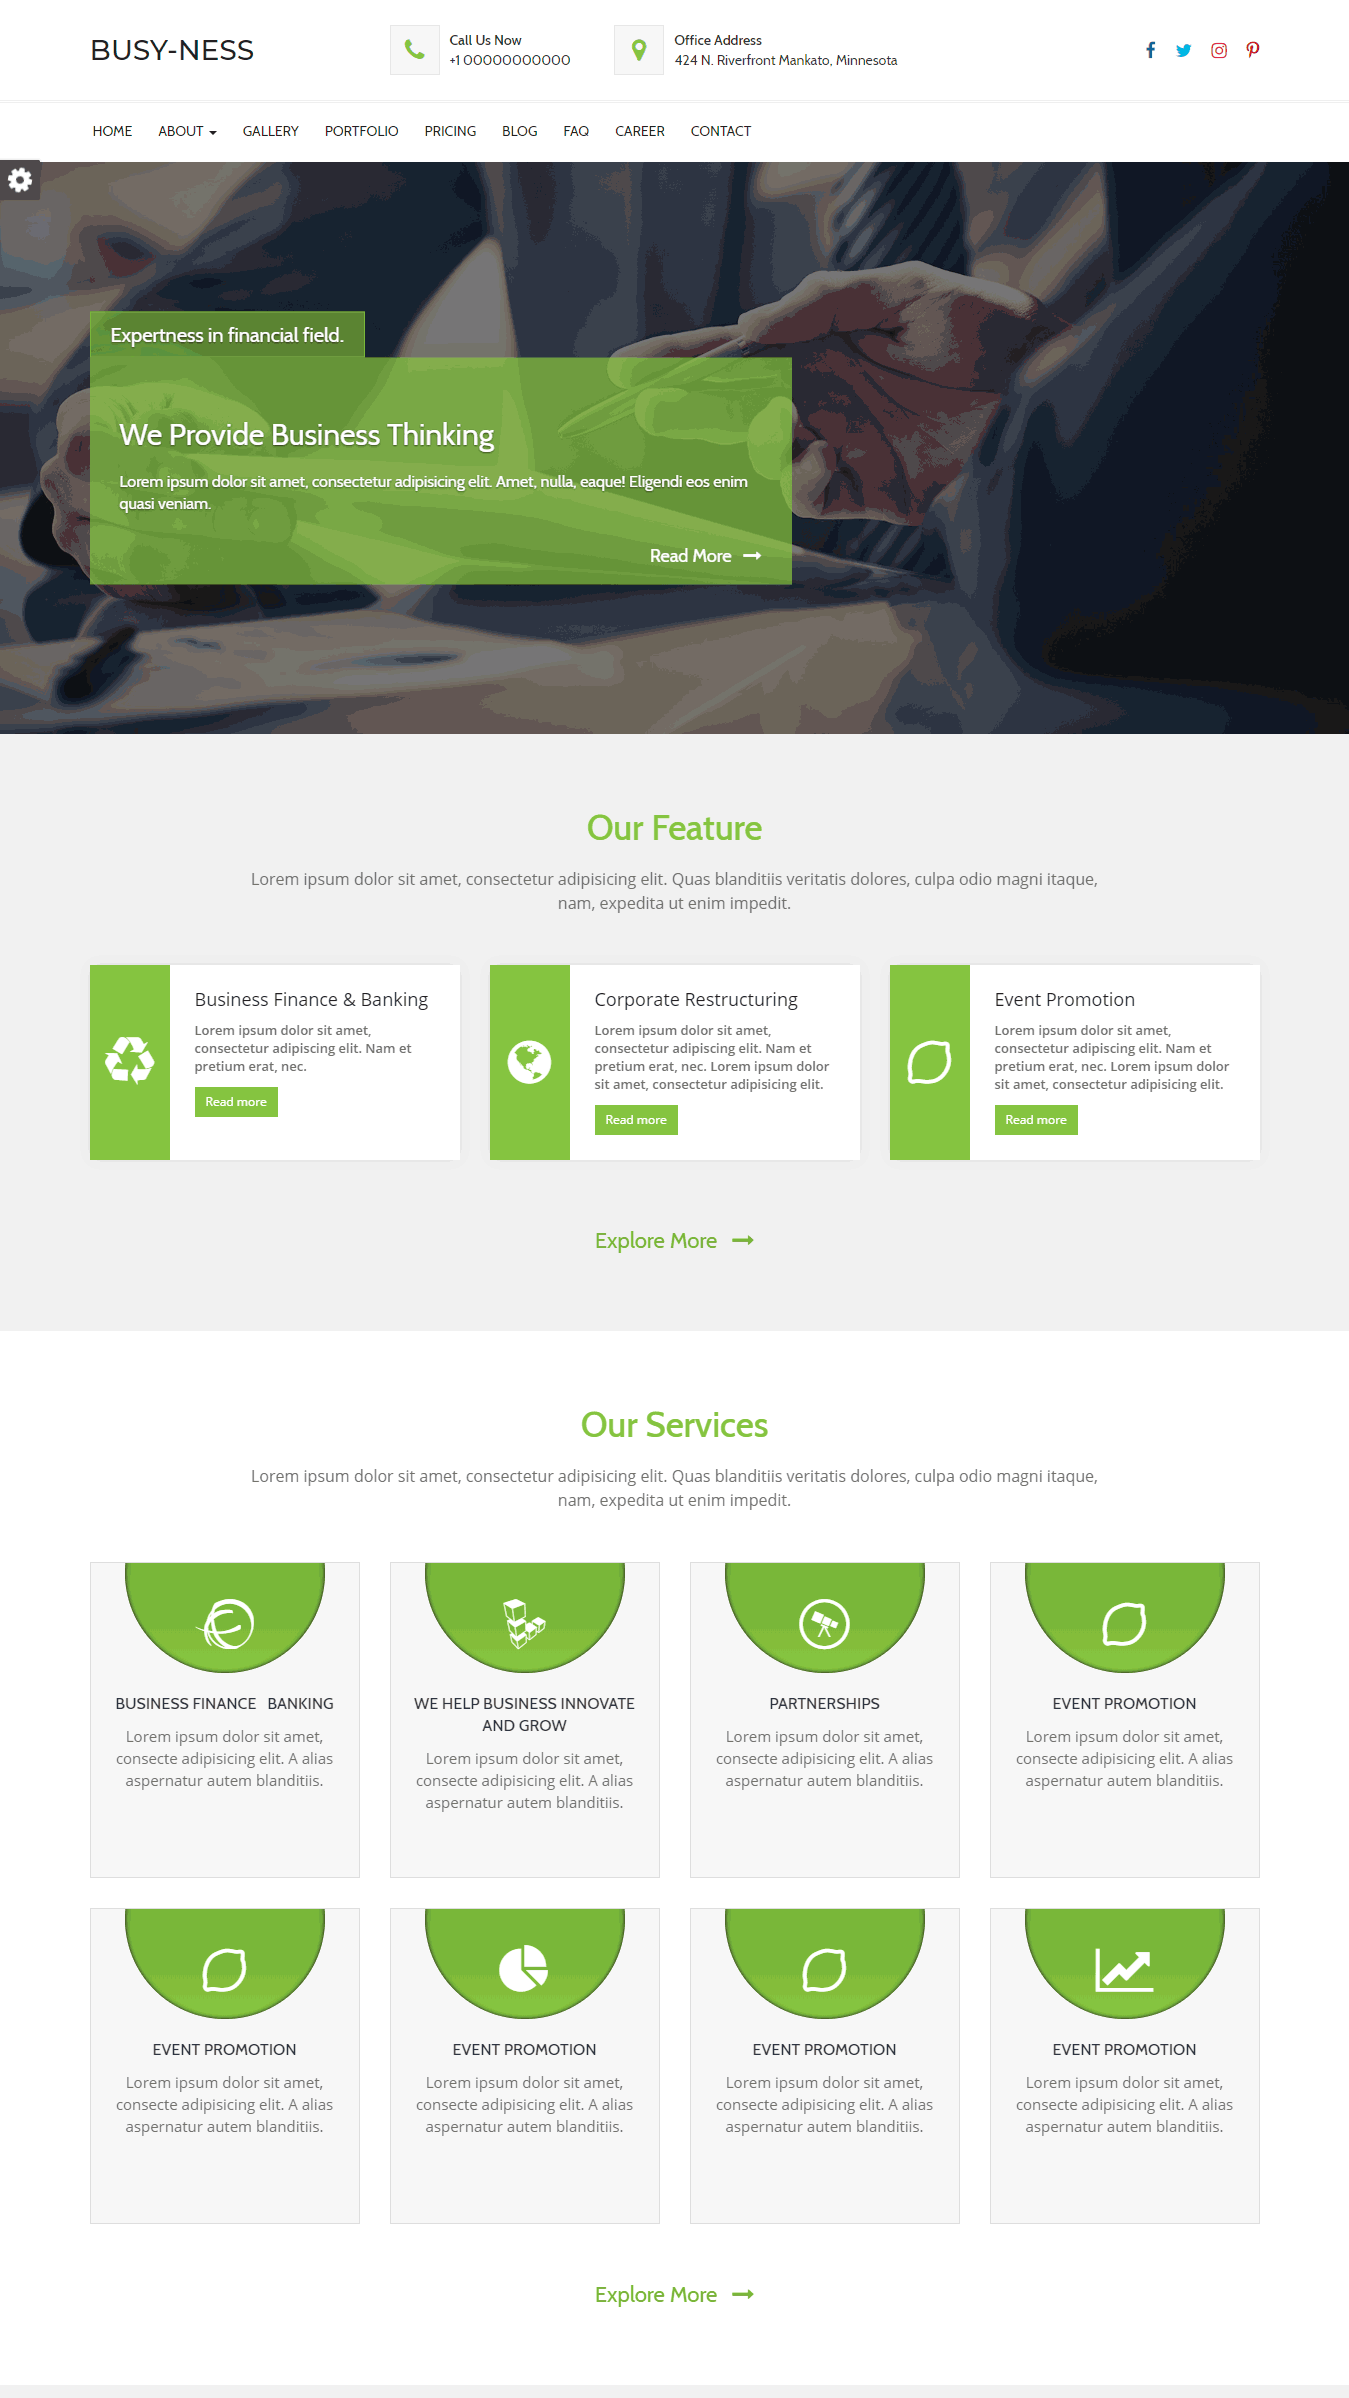 BUSY-NESS
Call Us Now
+1 00000000000
Office Address
424 N. Riverfront Mankato, Minnesota
HOME ABOUT GALLERY PORTFOLIO PRICING BLOG FAQ CAREER CONTACT
Expertness in financial field.
We Provide Business Thinking
Lorem ipsum dolor sit amet, consectetur adipisicing elit. Amet, nulla, eaque! Eligendi eos enim
quasi veniam.
Read More
Our Feature
Lorem ipsum dolor sit amet, consectetur adipisicing elit. Quas blanditiis veritatis dolores, culpa odio magni itaque,
nam, expedita ut enim impedit.
Business Finance & Banking
Lorem ipsum dolor sit amet,
consectetur adipiscing elit. Nam et
pretium erat, nec.
Read more
Corporate Restructuring
Lorem ipsum dolor sit amet,
consectetur adipiscing elit. Nam et
pretium erat, nec. Lorem ipsum dolor
sit amet, consectetur adipisicing elit.
Read more
Event Promotion
Lorem ipsum dolor sit amet,
consectetur adipiscing elit. Nam et
pretium erat, nec. Lorem ipsum dolor
sit amet, consectetur adipisicing elit.
Read more
Explore More
Our Services
Lorem ipsum dolor sit amet, consectetur adipisicing elit. Quas blanditiis veritatis dolores, culpa odio magni itaque,
nam, expedita ut enim impedit.
BUSINESS FINANCE BANKING
Lorem ipsum dolor sit amet,
consecte adipisicing elit. A alias
aspernatur autem blanditiis.
WE HELP BUSINESS INNOVATE
AND GROW
Lorem ipsum dolor sit amet,
consecte adipisicing elit. A alias
aspernatur autem blanditiis.
PARTNERSHIPS
Lorem ipsum dolor sit amet,
consecte adipisicing elit. A alias
aspernatur autem blanditiis.
EVENT PROMOTION
Lorem ipsum dolor sit amet,
consecte adipisicing elit. A alias
aspernatur autem blanditiis.
EVENT PROMOTION
Lorem ipsum dolor sit amet,
consecte adipisicing elit. A alias
aspernatur autem blanditiis.
EVENT PROMOTION
Lorem ipsum dolor sit amet,
consecte adipisicing elit. A alias
aspernatur autem blanditiis.
EVENT PROMOTION
Lorem ipsum dolor sit amet,
consecte adipisicing elit. A alias
aspernatur autem blanditiis.
EVENT PROMOTION
Lorem ipsum dolor sit amet,
consecte adipisicing elit. A alias
aspernatur autem blanditiis.
Explore More